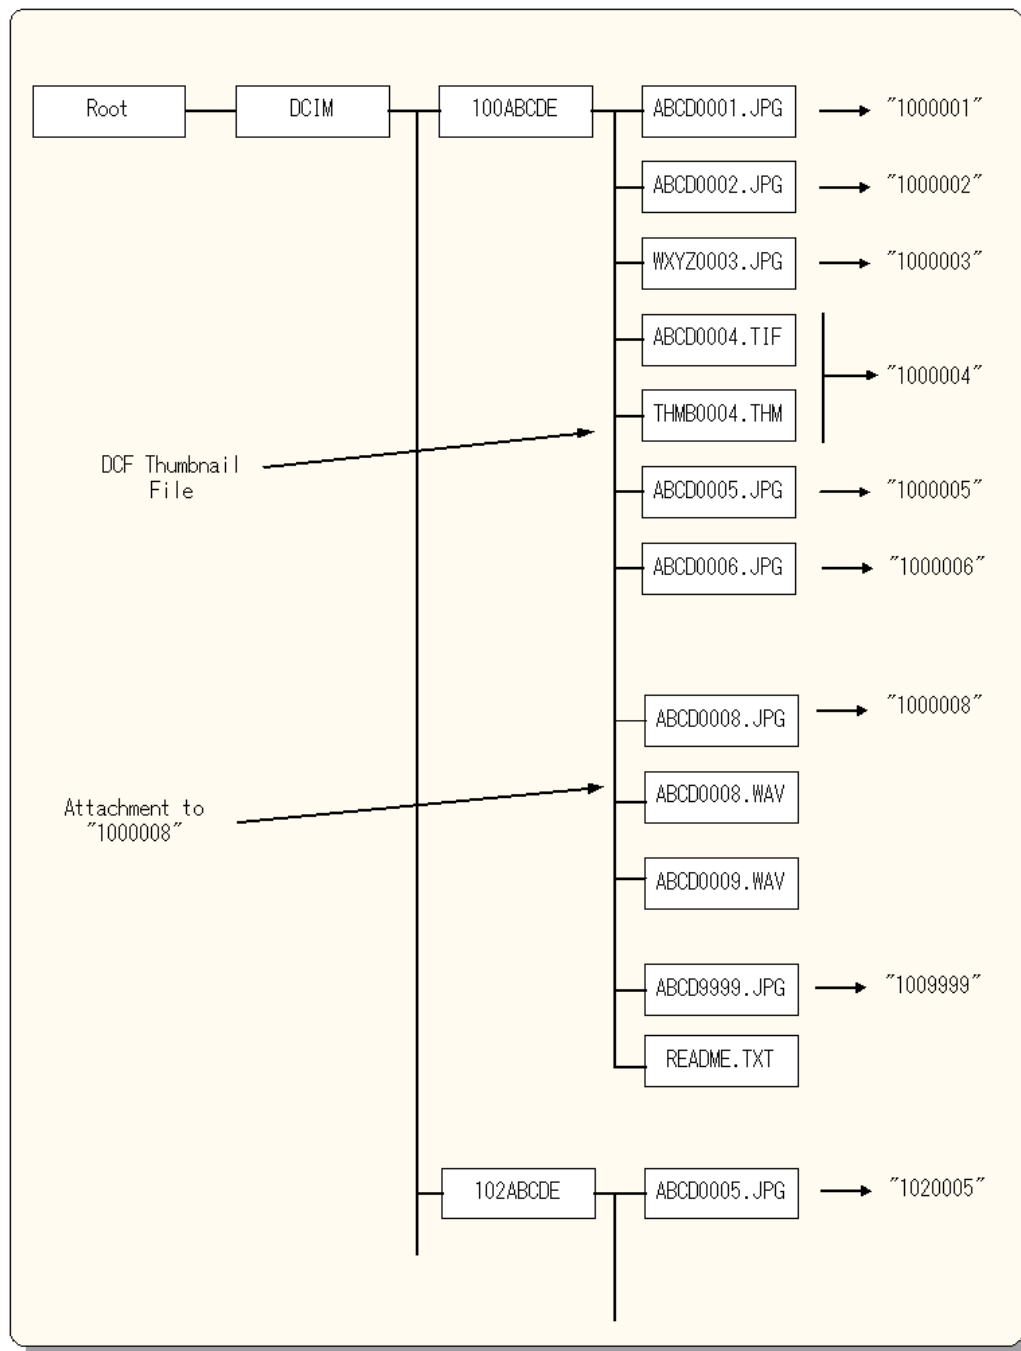 Root
DCIM
100ABCDE
ABCD0001.JPG
"1000001"
ABCD0002.JPG
"1000002"
WXYZ0003.JPG
"1000003"
ABCD0004.TIF
"1000004"
THMB0004.THM
DCF Thumbnail
File
ABCD0005.JPG
"1000005"
ABCD0006.JPG
"1000006"
ABCD0008.JPG
"1000008"
Attachment to
"1000008"
ABCD0008.WAV
ABCD0009.WAV
ABCD9999.JPG
"1009999"
README.TXT
102ABCDE
ABCD0005.JPG
"1020005"